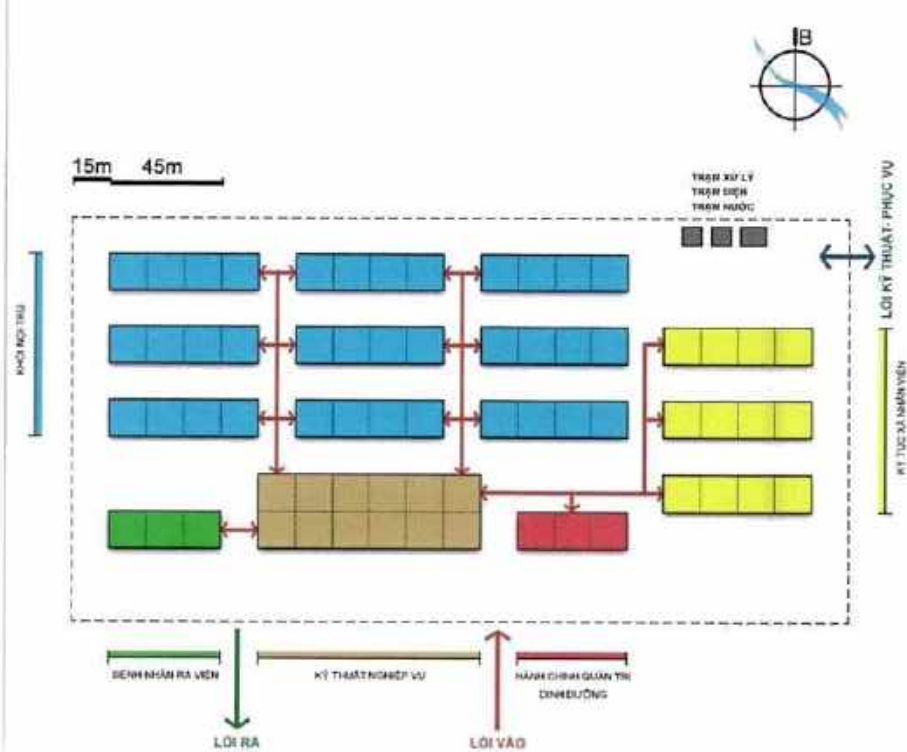 B
15m 45m
TRẠM XỬ LÝ
TRẠM ĐIỆN
TRẠM NƯỚC
KHỐI NỘI TRÚ
LỐI KỸ THUẬT- PHỤC VỤ
KÝ TÚC XÁ NHÂN VIÊN
BỆNH NHÂN RA VIỆN
KỸ THUẬT NGHIỆP VỤ
HÀNH CHÍNH QUẢN TRỊ
DINH DƯỠNG
LỐI RA
LỐI VÀO